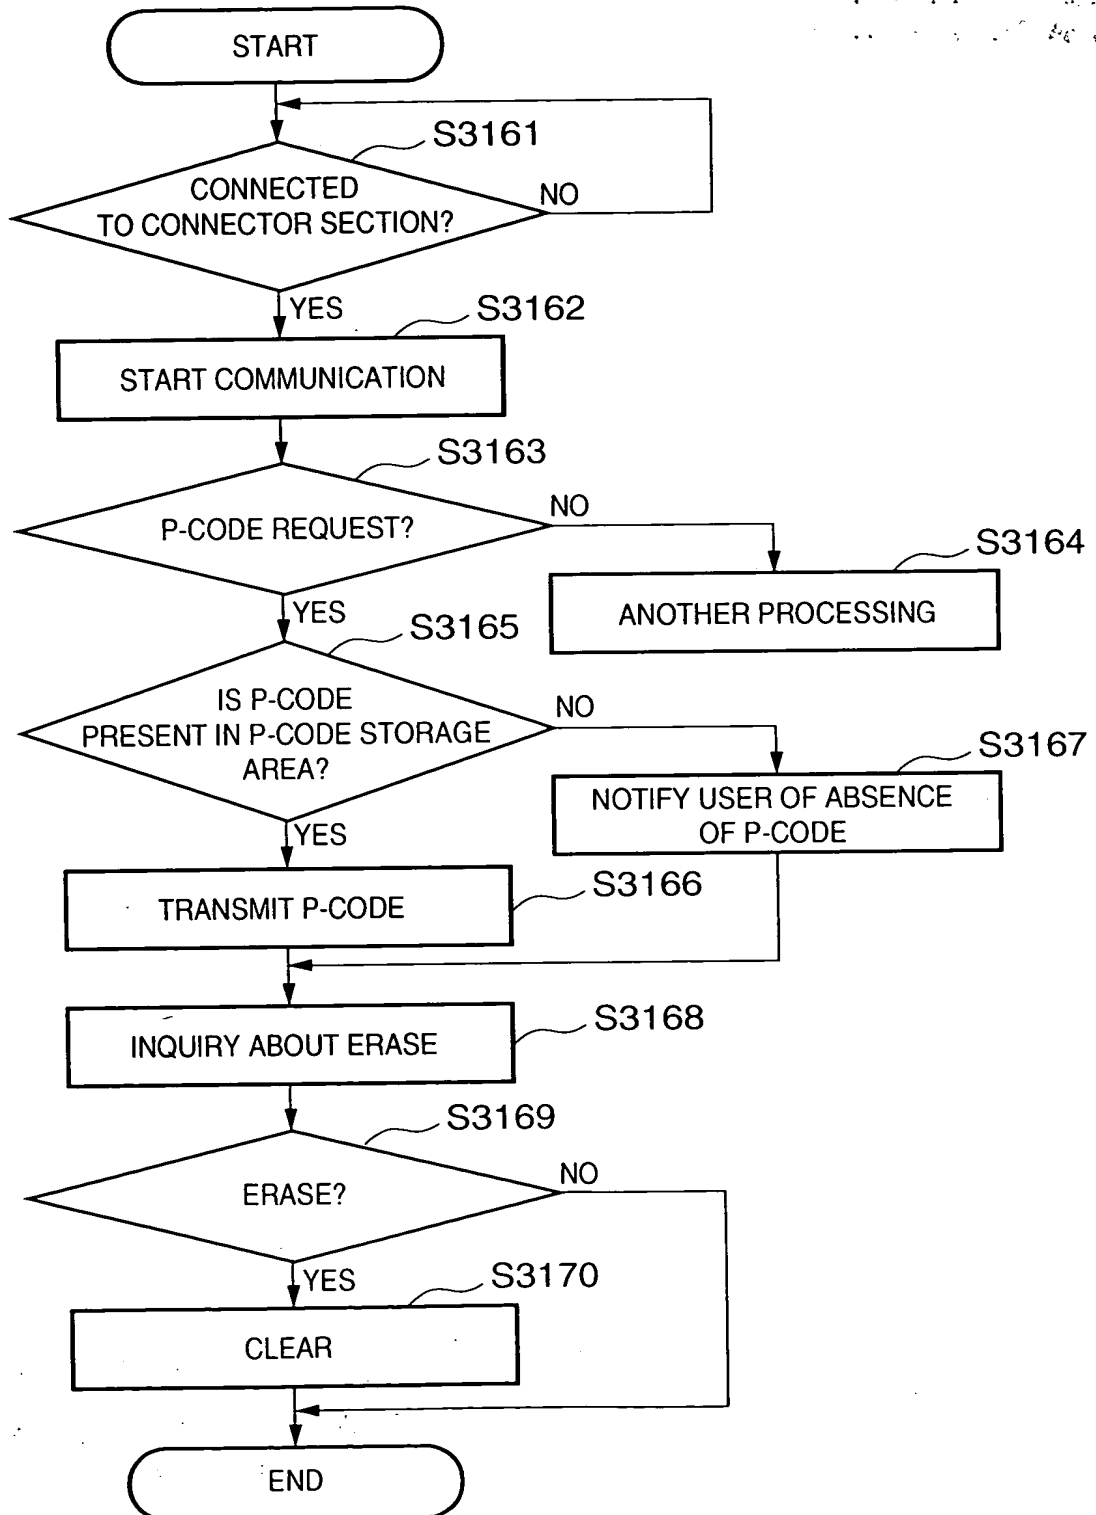 START
S3161
CONNECTED
TO CONNECTOR SECTION?
NO
YES
S3162
START COMMUNICATION
S3163
P-CODE REQUEST?
NO
S3164
ANOTHER PROCESSING
YES
S3165
IS P-CODE
PRESENT IN P-CODE STORAGE
AREA?
NO
S3167
NOTIFY USER OF ABSENCE
OF P-CODE
YES
S3166
TRANSMIT P-CODE
S3168
INQUIRY ABOUT ERASE
S3169
ERASE?
NO
YES
S3170
CLEAR
END